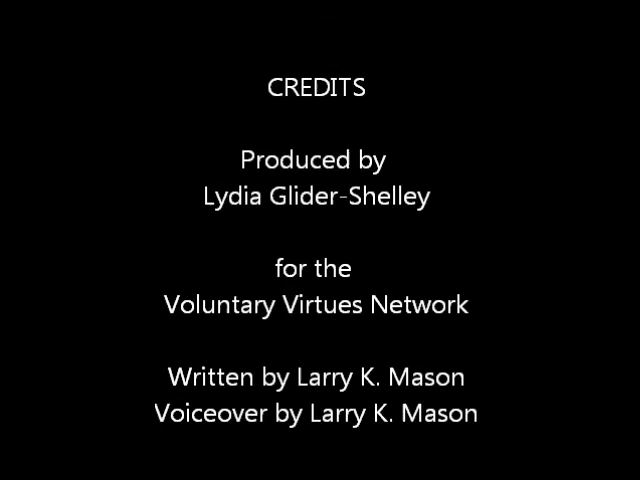 CREDITS
Produced by
Lydia Glider-Shelley
for the
Voluntary Virtues Network
Written by Larry K. Mason
Voiceover by Larry K. Mason